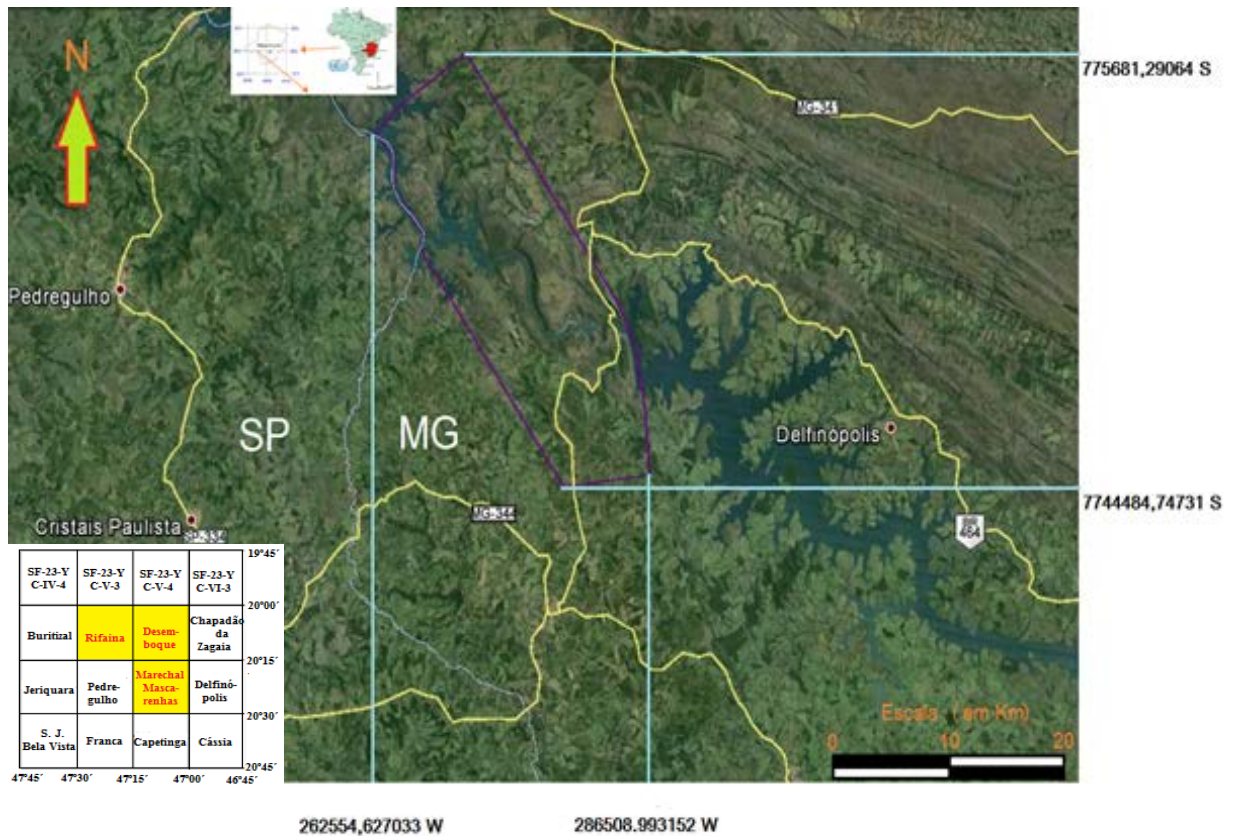 N
775681,29064 S
MG-341
Pedregulho
SP
MG
Delfinópolis
7744484,74731 S
Cristais Paulista
SP-334
MG-344
464
Escala ( em Km)
0 10 20
SF-23-Y SF-23-Y SF-23-Y SF-23-Y
C-IV-4 C-V-3 C-V-4 C-VI-3
19°45´
20°00´
Buritizal Rifaina Desem-
boque Chapadão
da
Zagaia
20°15´
Jeriquara Pedre-
gulho Marechal
Masca-
renhas Delfinó-
polis
20°30´
S. J.
Bela Vista Franca Capetinga Cássia
20°45´
47°45´ 47°30´ 47°15´ 47°00´ 46°45´
262554,627033 W 286508.993152 W